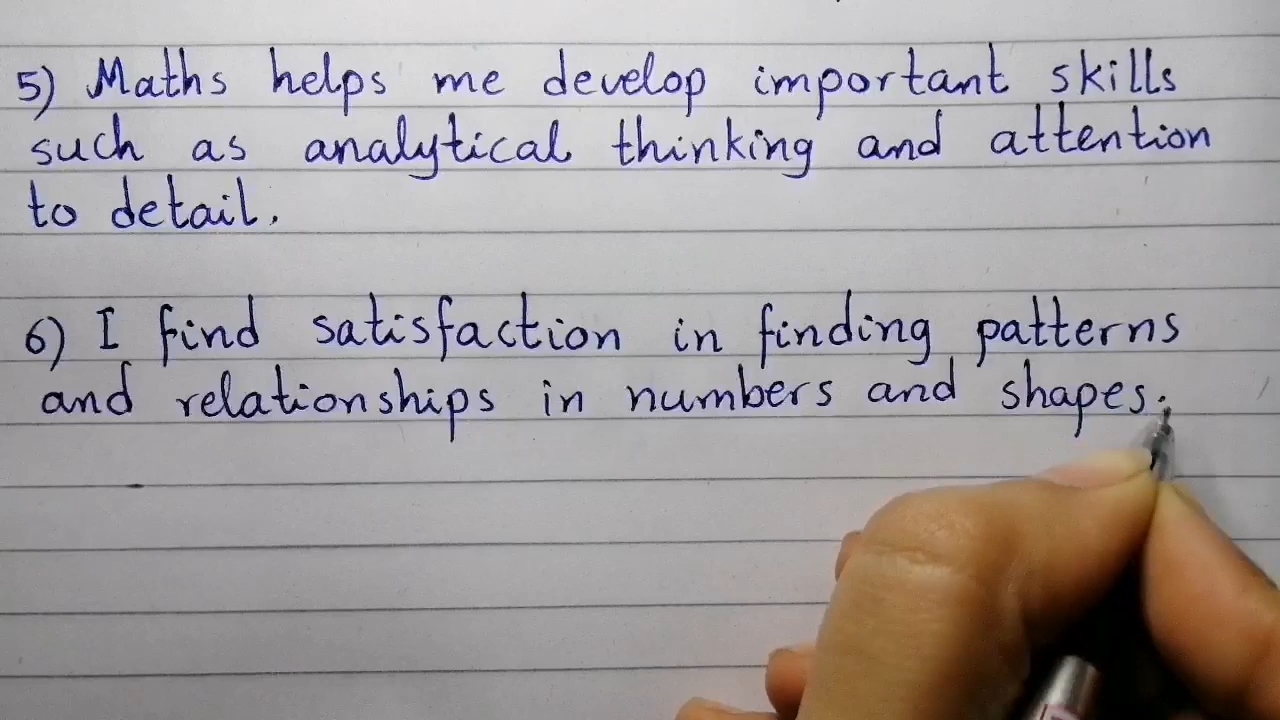 5) Maths helps me develop important skills
such as analytical thinking and attention
to detail.
6) I find satisfaction in finding patterns
and relationships in numbers and shapes.